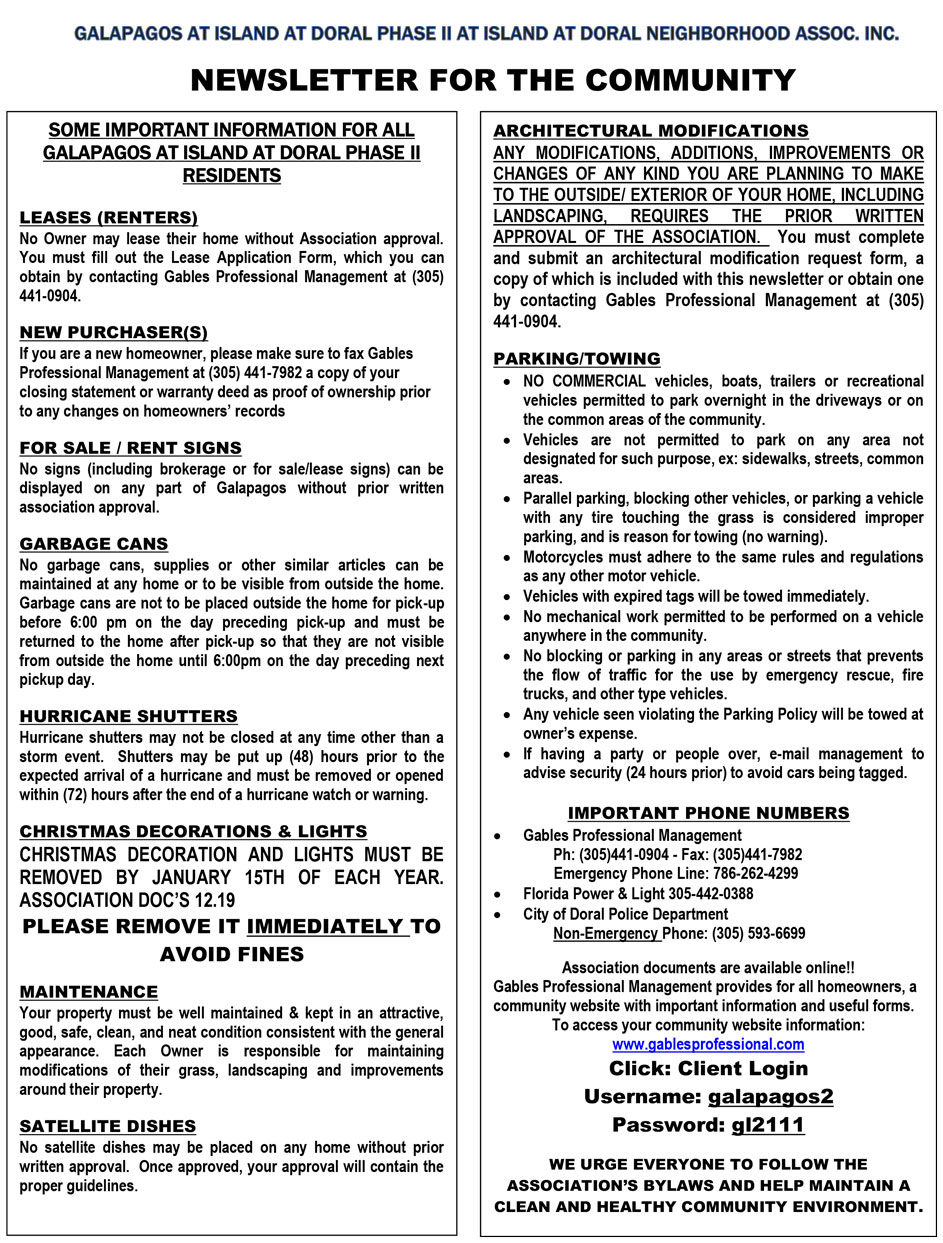 GALAPAGOS AT ISLAND AT DORAL PHASE II AT ISLAND AT DORAL NEIGHBORHOOD ASSOC. INC.
NEWSLETTER FOR THE COMMUNITY
SOME IMPORTANT INFORMATION FOR ALL
GALAPAGOS AT ISLAND AT DORAL PHASE II
RESIDENTS
LEASES (RENTERS)
No Owner may lease their home without Association approval.
You must fill out the Lease Application Form, which you can
obtain by contacting Gables Professional Management at (305)
441-0904.
NEW PURCHASER(S)
If you are a new homeowner, please make sure to fax Gables
Professional Management at (305) 441-7982 a copy of your
closing statement or warranty deed as proof of ownership prior
to any changes on homeowners' records
FOR SALE / RENT SIGNS
No signs (including brokerage or for sale/lease signs) can be
displayed on any part of Galapagos without prior written
association approval.
GARBAGE CANS
No garbage cans, supplies or other similar articles can be
maintained at any home or to be visible from outside the home.
Garbage cans are not to be placed outside the home for pick-up
before 6:00 pm on the day preceding pick-up and must be
returned to the home after pick-up so that they are not visible
from outside the home until 6:00pm on the day preceding next
pickup day.
HURRICANE SHUTTERS
Hurricane shutters may not be closed at any time other than a
storm event. Shutters may be put up (48) hours prior to the
expected arrival of a hurricane and must be removed or opened
within (72) hours after the end of a hurricane watch or warning.
CHRISTMAS DECORATIONS & LIGHTS
CHRISTMAS DECORATION AND LIGHTS MUST BE
REMOVED BY JANUARY 15TH OF EACH YEAR.
ASSOCIATION DOC'S 12.19
PLEASE REMOVE IT IMMEDIATELY TO
AVOID FINES
MAINTENANCE
Your property must be well maintained & kept in an attractive,
good, safe, clean, and neat condition consistent with the general
appearance. Each Owner is responsible for maintaining
modifications of their grass, landscaping and improvements
around their property.
SATELLITE DISHES
No satellite dishes may be placed on any home without prior
written approval. Once approved, your approval will contain the
proper guidelines.
ARCHITECTURAL MODIFICATIONS
ANY MODIFICATIONS, ADDITIONS, IMPROVEMENTS OR
CHANGES OF ANY KIND YOU ARE PLANNING TO MAKE
TO THE OUTSIDE/ EXTERIOR OF YOUR HOME, INCLUDING
LANDSCAPING, REQUIRES THE PRIOR WRITTEN
APPROVAL OF THE ASSOCIATION. You must complete
and submit an architectural modification request form, a
copy of which is included with this newsletter or obtain one
by contacting Gables Professional Management at (305)
441-0904.
PARKING/TOWING
• NO COMMERCIAL vehicles, boats, trailers or recreational
vehicles permitted to park overnight in the driveways or on
the common areas of the community.
• Vehicles are not permitted to park on any area not
designated for such purpose, ex: sidewalks, streets, common
areas.
• Parallel parking, blocking other vehicles, or parking a vehicle
with any tire touching the grass is considered improper
parking, and is reason for towing (no warning).
• Motorcycles must adhere to the same rules and regulations
as any other motor vehicle.
• Vehicles with expired tags will be towed immediately.
• No mechanical work permitted to be performed on a vehicle
anywhere in the community.
• No blocking or parking in any areas or streets that prevents
the flow of traffic for the use by emergency rescue, fire
trucks, and other type vehicles.
• Any vehicle seen violating the Parking Policy will be towed at
owner's expense.
• If having a party or people over, e-mail management to
advise security (24 hours prior) to avoid cars being tagged.
IMPORTANT PHONE NUMBERS
• Gables Professional Management
Ph: (305)441-0904 - Fax: (305)441-7982
Emergency Phone Line: 786-262-4299
• Florida Power & Light 305-442-0388
• City of Doral Police Department
Non-Emergency Phone: (305) 593-6699
Association documents are available online!!
Gables Professional Management provides for all homeowners, a
community website with important information and useful forms.
To access your community website information:
www.gablesprofessional.com
Click: Client Login
Username: galapagos2
Password: gl2111
WE URGE EVERYONE TO FOLLOW THE
ASSOCIATION'S BYLAWS AND HELP MAINTAIN A
CLEAN AND HEALTHY COMMUNITY ENVIRONMENT.